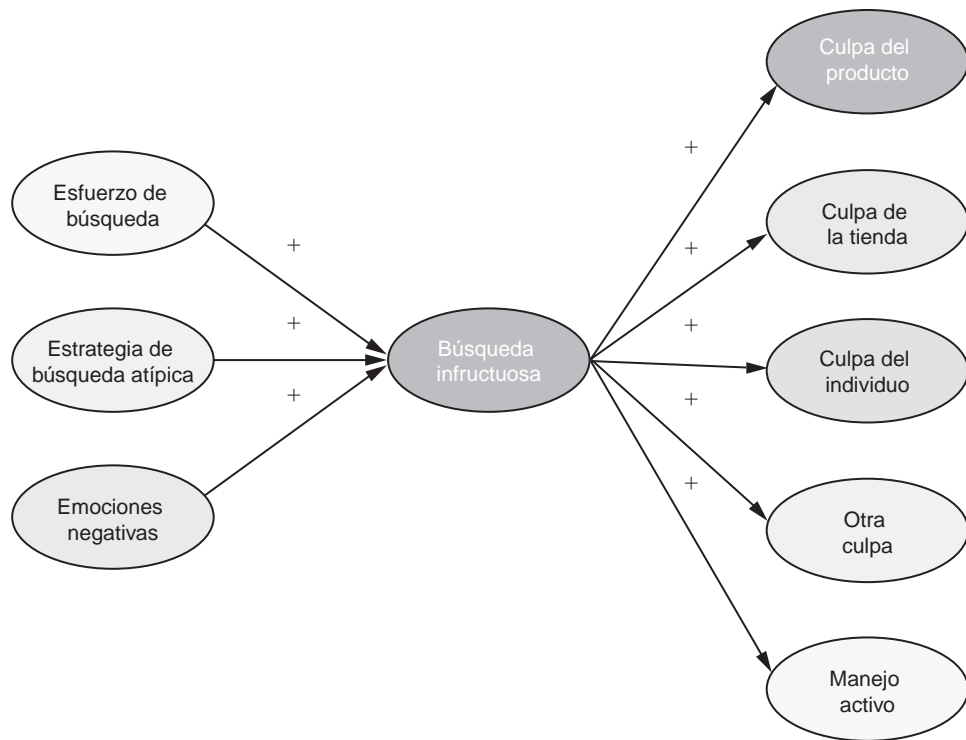 Esfuerzo de
búsqueda
Estrategia de
búsqueda atípica
Emociones
negativas
+
+
+
Búsqueda
infructuosa
+
+
+
+
+
Culpa del
producto
Culpa de
la tienda
Culpa del
individuo
Otra
culpa
Manejo
activo